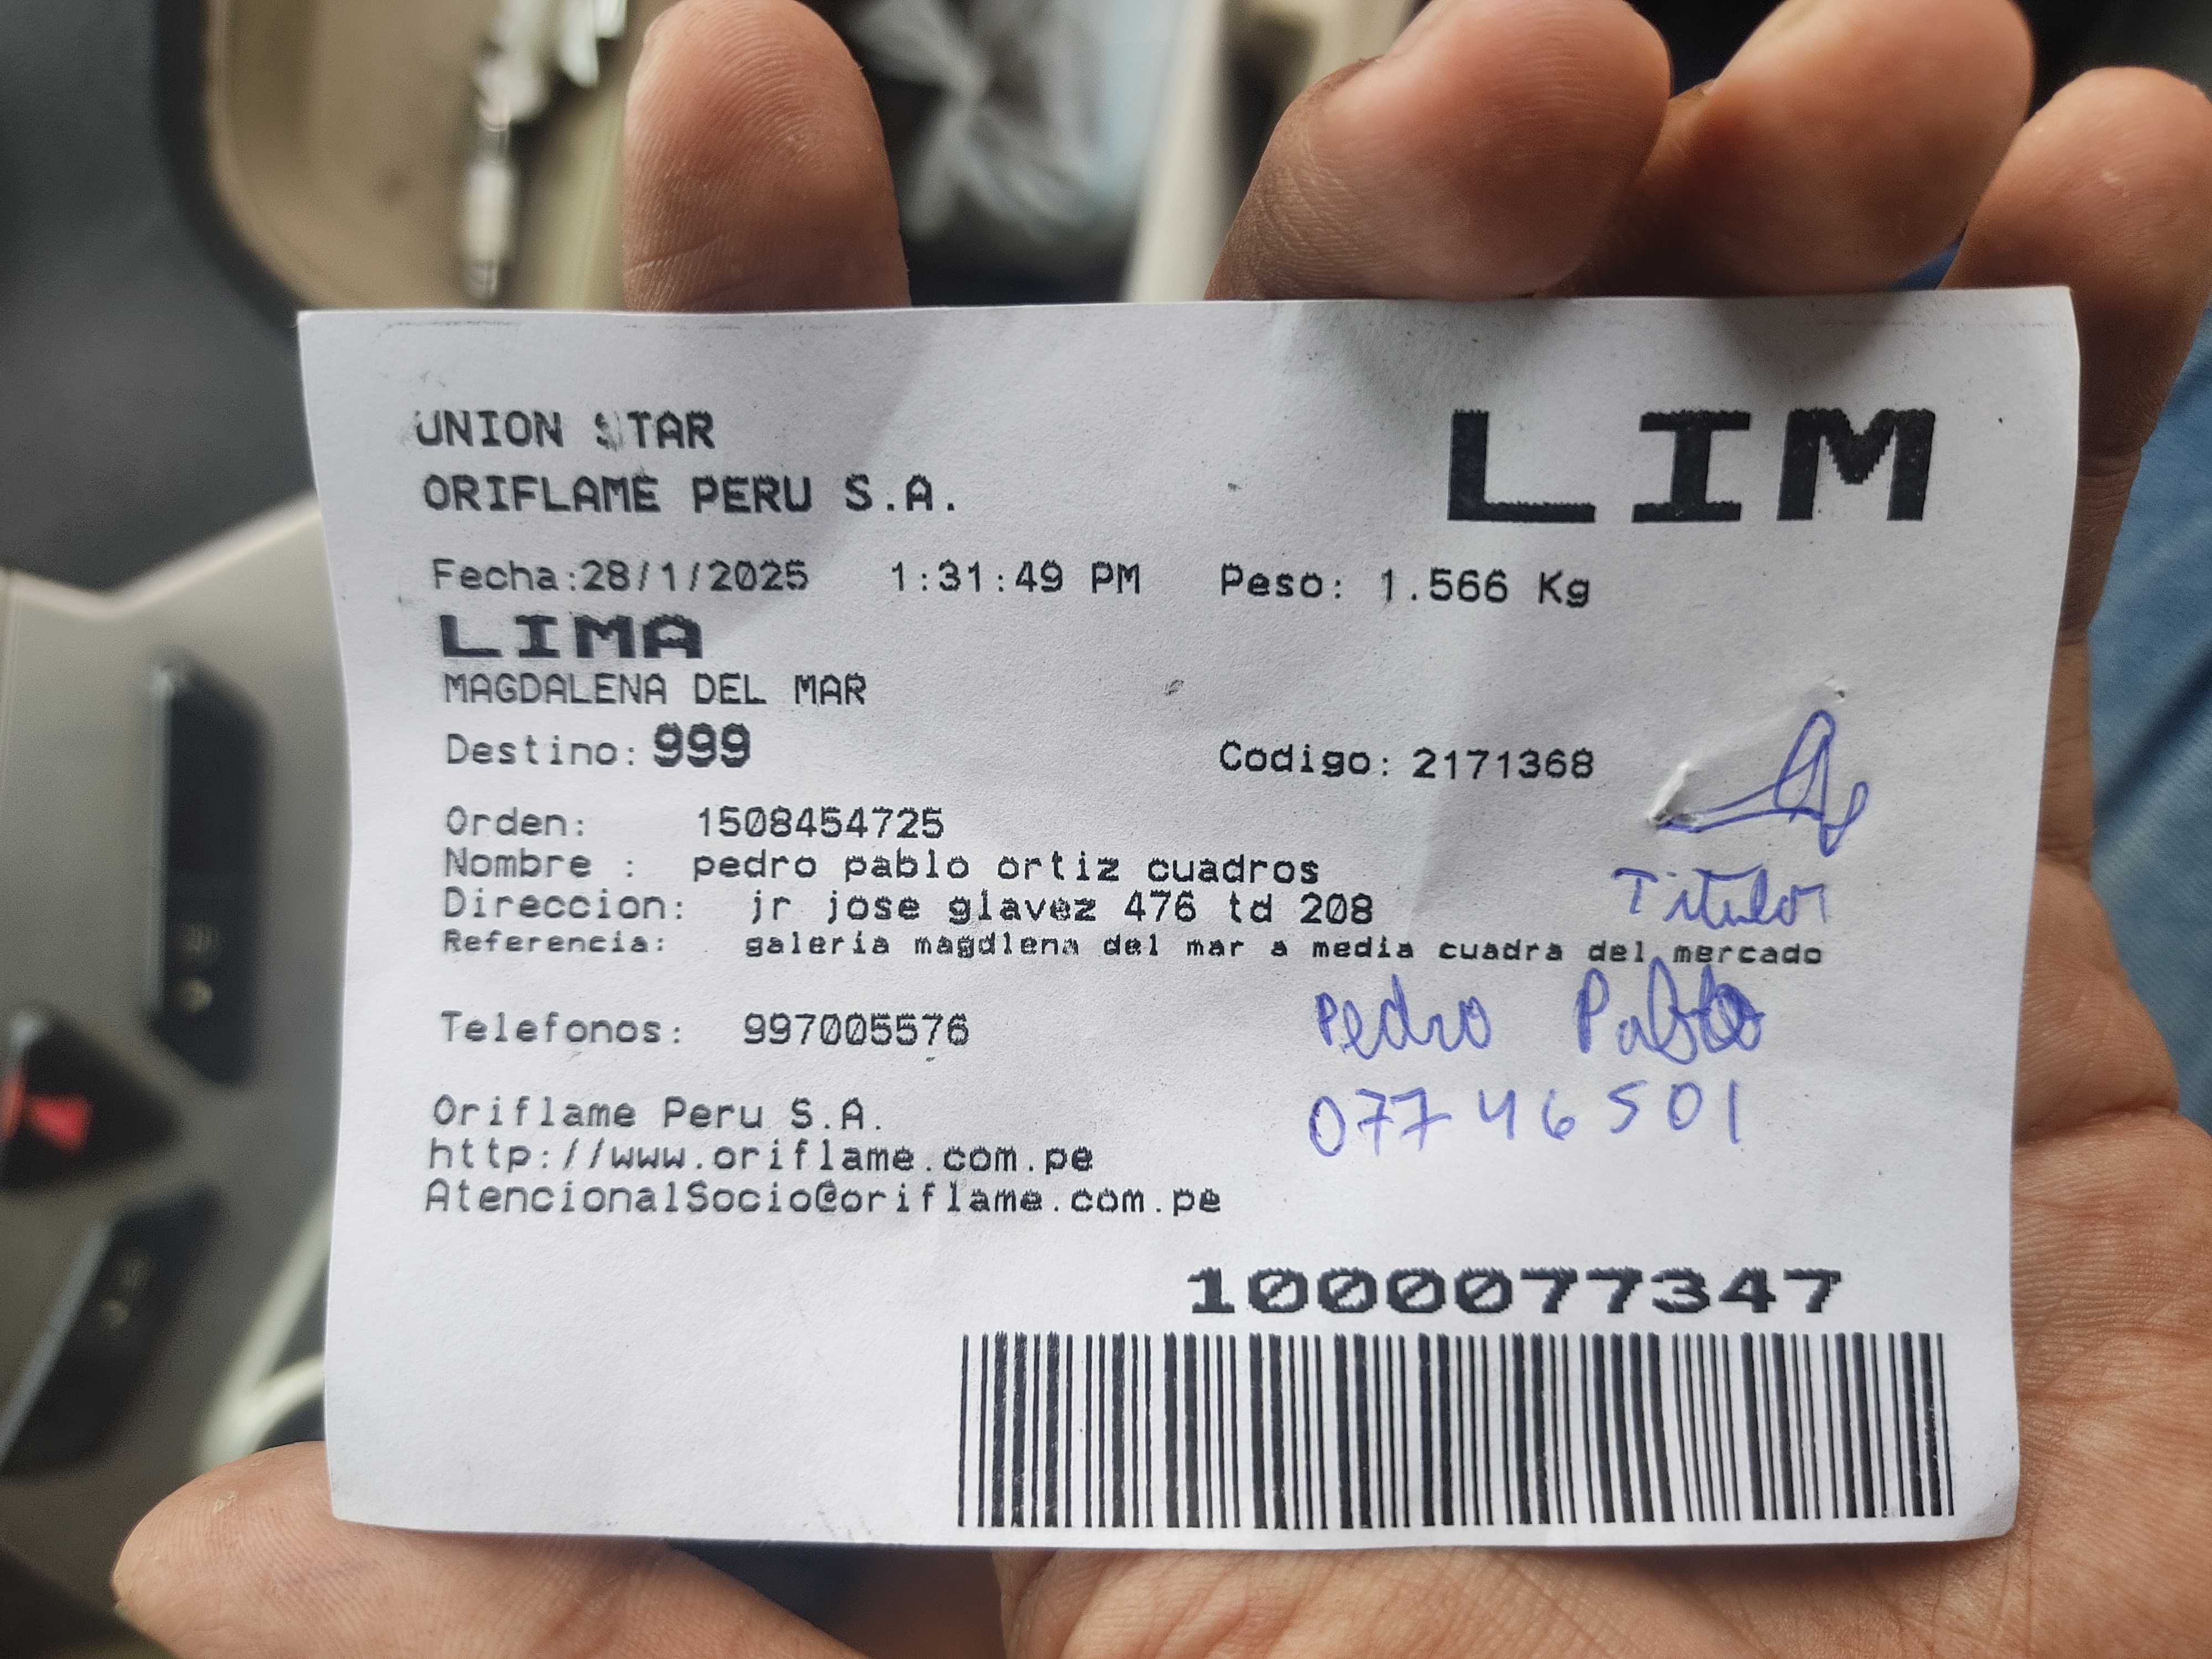 UNION STAR
ORIFLAME PERU S.A.
LIM
Fecha:28/1/2025 1:31:49 PM Peso: 1.566 Kg
LIMA
MAGDALENA DEL MAR
Destino: 999 Codigo: 2171368
Orden: 1508454725
Nombre : pedro pablo ortiz cuadros
Direccion: jr jose glavez 476 td 208
Titular
Referencia: galeria magdlena del mar a media cuadra del mercado
Pedro Pablo
Telefonos: 997005576
07746501
Oriflame Peru S.A.
http://www.oriflame.com.pe
AtencionalSocio@oriflame.com.pe
1000077347